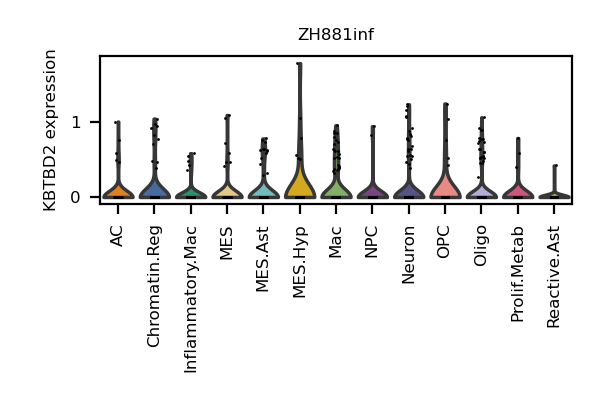 ZH881inf
KBTBD2 expression
1
0
AC
Chromatin.Reg
Inflammatory.Mac
MES
MES.Ast
MES.Hyp
Mac
NPC
Neuron
OPC
Oligo
Prolif.Metab
Reactive.Ast